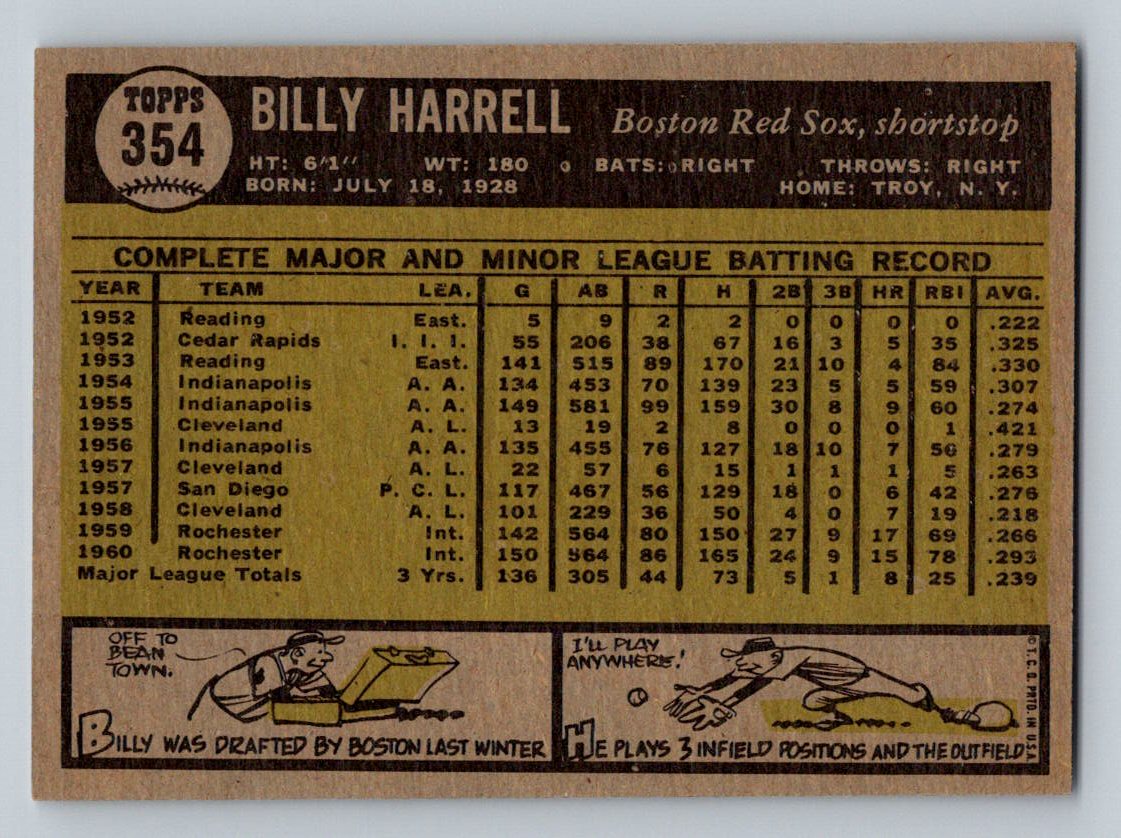 TOPPS
354
BILLY HARRELL Boston Red Sox, shortstop
HT: 6'1" WT: 180 BATS: RIGHT THROWS: RIGHT
BORN: JULY 18, 1928 HOME: TROY, N. Y.
COMPLETE MAJOR AND MINOR LEAGUE BATTING RECORD
YEAR TEAM LEA. G AB R H 2B 3B HR RBI AVG.
1952 Reading East. 5 9 2 2 0 0 0 0 .222
1952 Cedar Rapids I. I. I. 55 206 38 67 16 3 5 35 .325
1953 Reading East. 141 515 89 170 21 10 4 84 .330
1954 Indianapolis A. A. 134 453 70 139 23 5 5 59 .307
1955 Indianapolis A. A. 149 581 99 159 30 8 9 60 .274
1955 Cleveland A. L. 13 19 2 8 0 0 0 1 .421
1956 Indianapolis A. A. 135 455 76 127 18 10 7 56 .279
1957 Cleveland A. L. 22 57 6 15 1 1 1 5 .263
1957 San Diego P. C. L. 117 467 56 129 18 0 6 42 .276
1958 Cleveland A. L. 101 229 36 50 4 0 7 19 .218
1959 Rochester Int. 142 564 80 150 27 9 17 69 .266
1960 Rochester Int. 150 564 86 165 24 9 15 78 .293
Major League Totals 3 Yrs. 136 305 44 73 5 1 8 25 .239
OFF TO
BEAN
TOWN.
BILLY WAS DRAFTED BY BOSTON LAST WINTER
I'LL PLAY
ANYWHERE!
HE PLAYS 3 INFIELD POSITIONS AND THE OUTFIELD
© T. C. G. PRTD. IN U.S.A.